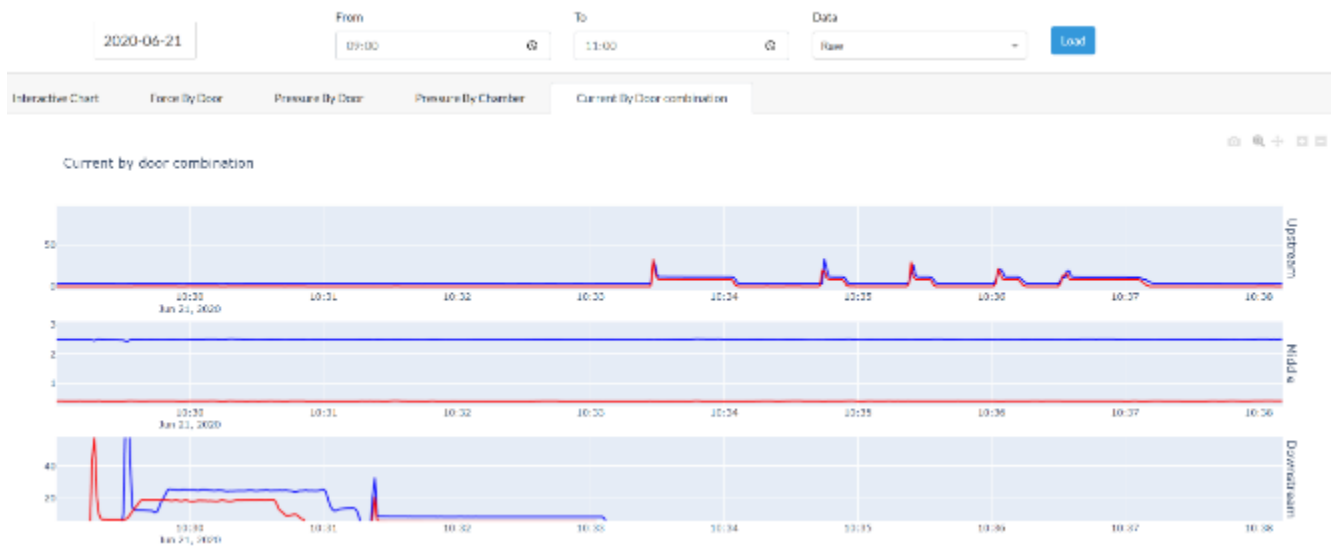 From To Data
2020-06-21 09:00 11:00 Raw Load
Interactive Chart Force By Door Pressure By Door Pressure By Chamber Current By Door combination
Current by door combination
Upstream
50
0
10:30 10:31 10:32 10:33 10:34 10:35 10:36 10:37 10:38
Jun 21, 2020
Middle
3
2
1
10:30 10:31 10:32 10:33 10:34 10:35 10:36 10:37 10:38
Jun 21, 2020
Downstream
40
20
10:30 10:31 10:32 10:33 10:34 10:35 10:36 10:37 10:38
Jun 21, 2020